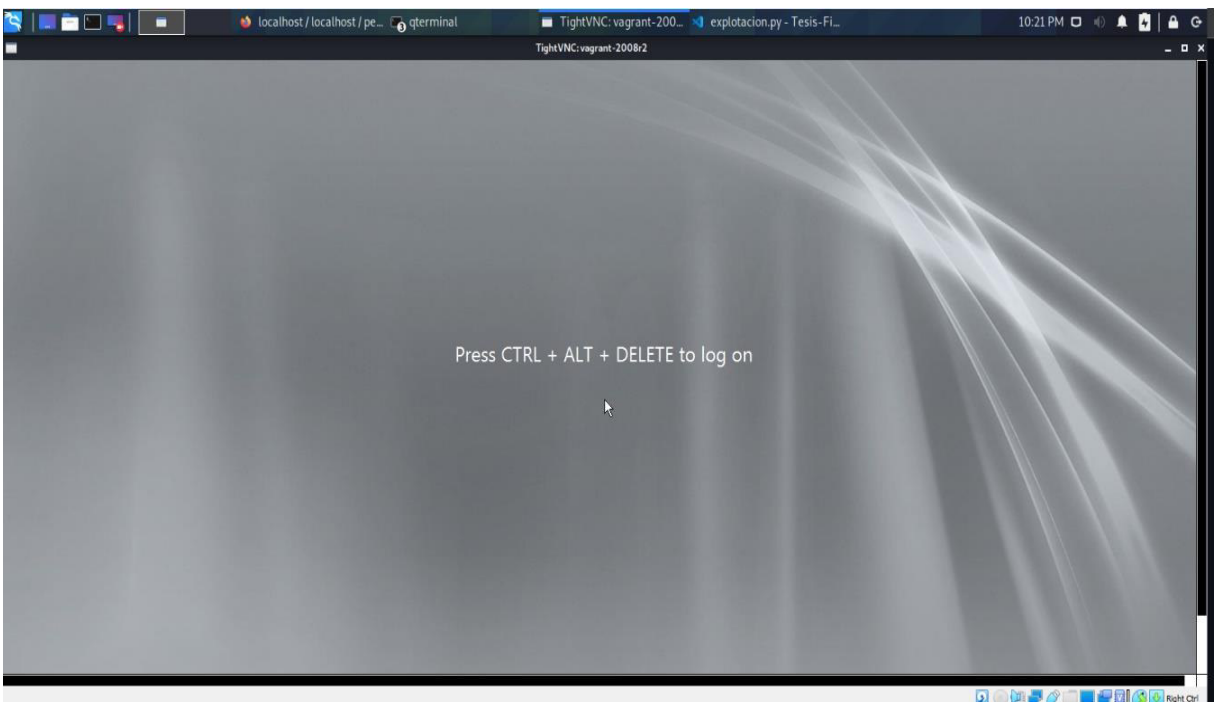 localhost / localhost / pe...
qterminal
TightVNC: vagrant-200...
explotacion.py - Tesis-Fi...
10:21 PM
TightVNC: vagrant-2008r2
Press CTRL + ALT + DELETE to log on
Right Ctrl